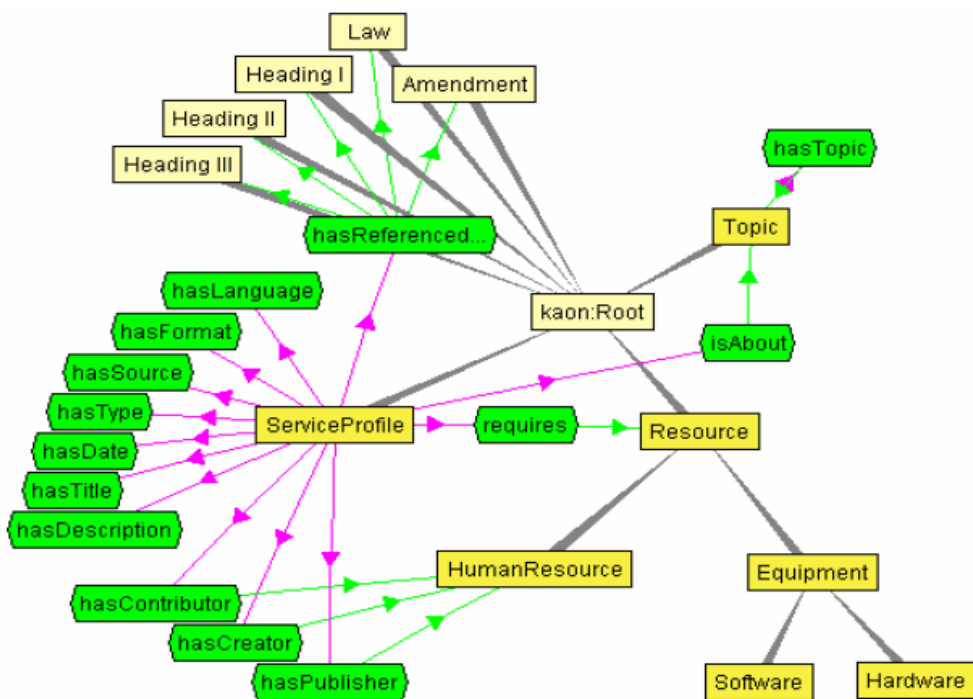 Law
Heading I
Amendment
Heading II
hasTopic
Heading III
Topic
hasReferenced...
hasLanguage
kaon:Root
hasFormat
isAbout
hasSource
hasType
ServiceProfile
requires
Resource
hasDate
hasTitle
hasDescription
HumanResource
Equipment
hasContributor
hasCreator
hasPublisher
Software
Hardware